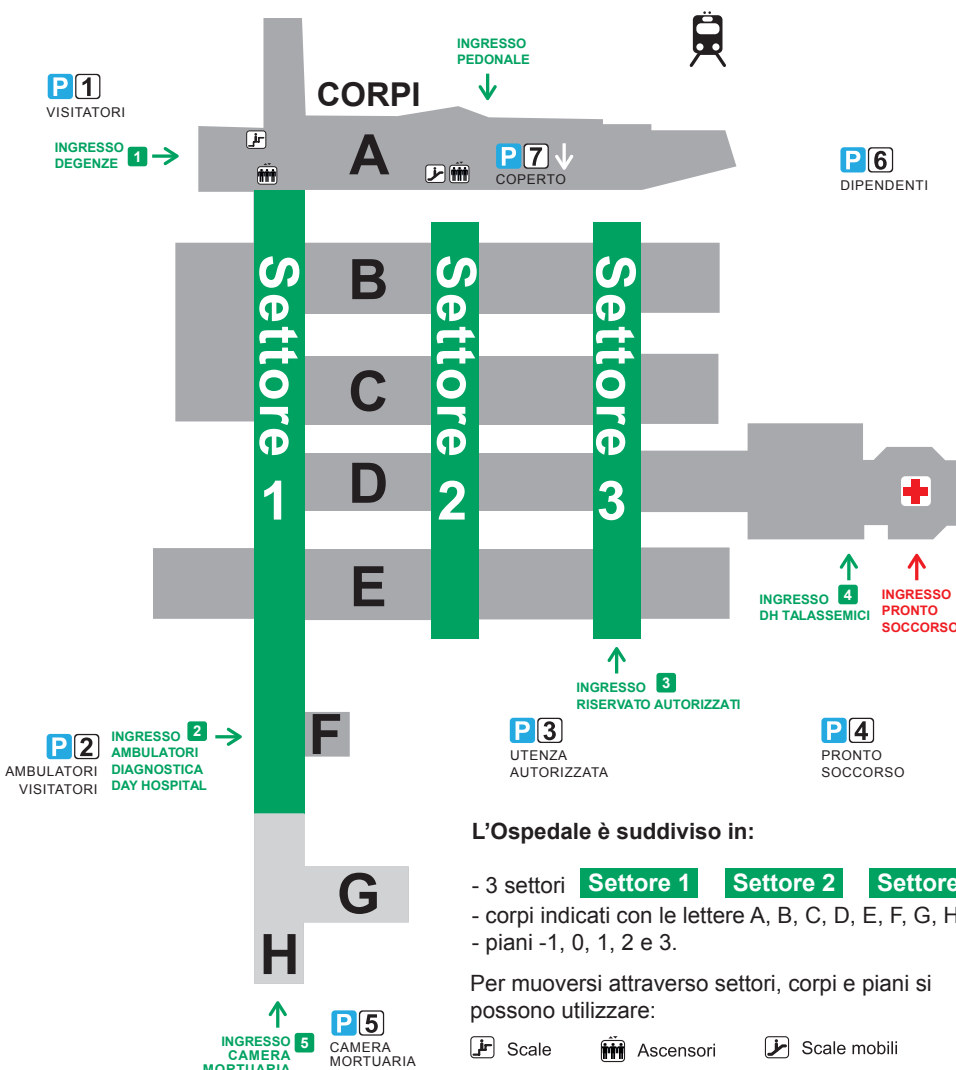 INGRESSO
PEDONALE
P 1
VISITATORI
CORPI
INGRESSO 1
DEGENZE
A
P 7
COPERTO
P 6
DIPENDENTI
Settore 1
Settore 2
Settore 3
B
C
D
E
INGRESSO 4
DH TALASSEMICI
INGRESSO
PRONTO
SOCCORSO
INGRESSO 3
RISERVATO AUTORIZZATI
F
P 2
AMBULATORI
VISITATORI
INGRESSO 2
AMBULATORI
DIAGNOSTICA
DAY HOSPITAL
P 3
UTENZA
AUTORIZZATA
P 4
PRONTO
SOCCORSO
L'Ospedale è suddiviso in:
- 3 settori Settore 1 Settore 2 Settore
- corpi indicati con le lettere A, B, C, D, E, F, G, H
- piani -1, 0, 1, 2 e 3.
G
H
Per muoversi attraverso settori, corpi e piani si
possono utilizzare:
Scale Ascensori Scale mobili
INGRESSO 5
CAMERA
MORTUARIA
P 5
CAMERA
MORTUARIA